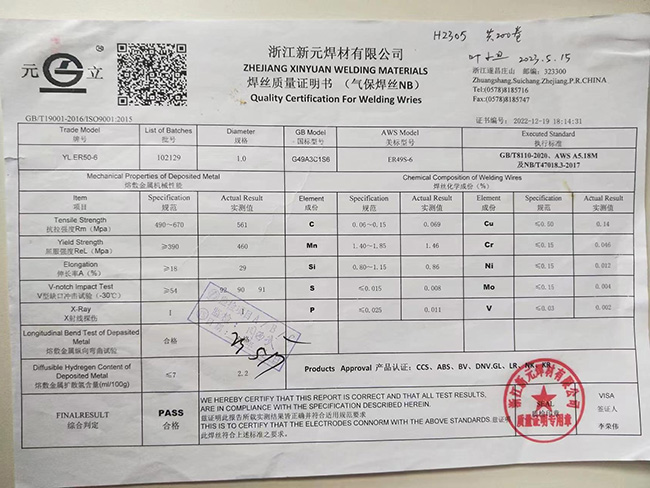 H2305 共200卷
2023.5.15
元 立
浙江新元焊材有限公司
ZHEJIANG XINYUAN WELDING MATERIALS
焊丝质量证明书 （气保焊丝NB）
Quality Certification For Welding Wries
浙江遂昌庄山 邮编：323300
Zhuangshang,Suichang,Zhejiang,P.R.CHINA
Tel:(0578)8185716
Fax:(0578)8185747
GB/T19001-2016/ISO9001:2015
证书编号：2022-12-19 18:14:31
Trade Model List of Batches Diameter GB Model AWS Model Executed Standard
牌号 批号 规格 国标型号 美标型号 执行标准
YL ER50-6 102129 1.0 G49A3C1S6 ER49S-6 GB/T8110-2020、AWS A5.18M
及NB/T47018.3-2017
Mechanical Properties of Deposited Metal Chemical Composition of Welding Wires
熔敷金属机械性能 焊丝化学成份(%)
Item Specification Actual Result Element Specification Actual Result Element Specification Actual Result
项目 规范 实测值 成份 规范 实测值 成份 规范 实测值
Tensile Strength
抗拉强度Rm (Mpa) 490~670 561 C 0.06~0.15 0.069 Cu ≤0.50 0.14
Yield Strength
屈服强度ReL (Mpa) ≥390 460 Mn 1.40~1.85 1.46 Cr ≤0.15 0.046
Elongation
伸长率A(%) ≥18 29 Si 0.80~1.15 0.86 Ni ≤0.15 0.012
V-notch Impact Test
V型缺口冲击试验 (-30℃) ≥54 90 91 S ≤0.015 0.008 Mo ≤0.15 0.004
X-Ray
X射线探伤 1 P ≤0.025 0.011 V ≤0.03 0.002
Longitudinal Bend Test of Deposited
Metal
熔敷金属纵向弯曲试验 合格
Diffusible Hydrogen Content of
Deposited Metal
熔敷金属扩散氢含量(ml/100g) ≤7 2.2
Products Approval 产品认证：CCS、ABS、BV、DNV.GL、LR、NK、KR、
FINALRESULT
综合判定
PASS
合格
WE HEREBY CERTIFY THAT THIS REPORT IS CORRECT AND THAT ALL TEST RESULTS,
ARE IN COMPLIANCE WITH THE SPECIFICATION DESCRIBED HEREIN.
兹证明此报告所载实测结果皆正确并符合适用规范要求
THIS IS TO CERTIFY THAT THE ELECTRODES CONNORM WITH THE ABOVE STANDARDS.兹证明
此焊丝符合上述标准之要求。
浙江新元焊材有限公司
质量证明专用章
VISA
签证人
李荣伟